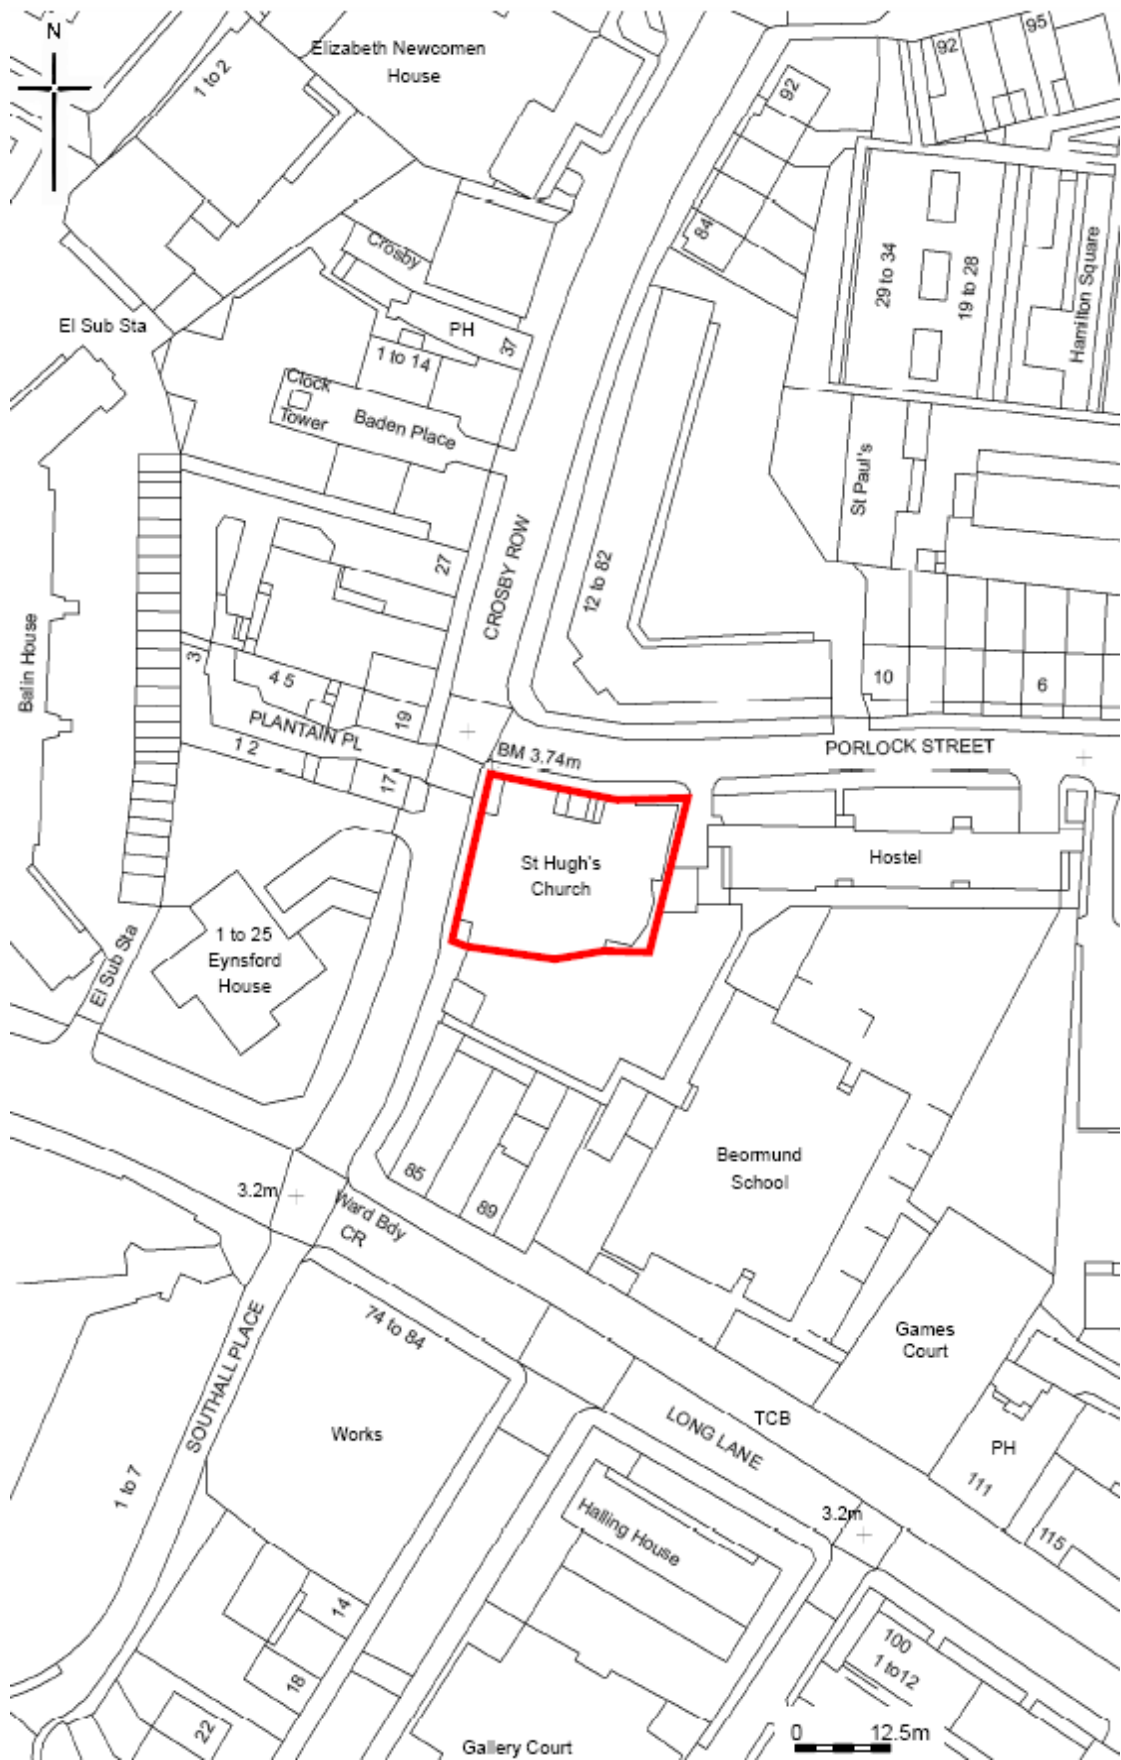 N
Elizabeth Newcomen
House
1 to 2
92
95
92
84
Crosby
29 to 34
19 to 28
Hamilton Square
El Sub Sta
PH
37
1 to 14
Clock
Tower
Baden Place
St Paul's
27
CROSBY ROW
12 to 82
Balin House
3
4 5
19
PLANTAIN PL
1 2
17
BM 3.74m
10
6
PORLOCK STREET
St Hugh's
Church
Hostel
1 to 25
Eynsford
House
El Sub Sta
85
89
Beormund
School
3.2m
Ward Bdy
CR
74 to 84
SOUTHALL PLACE
Works
1 to 7
Games
Court
TCB
LONG LANE
PH
111
115
3.2m
Halling House
14
18
22
100
1 to12
Gallery Court
0 12.5m